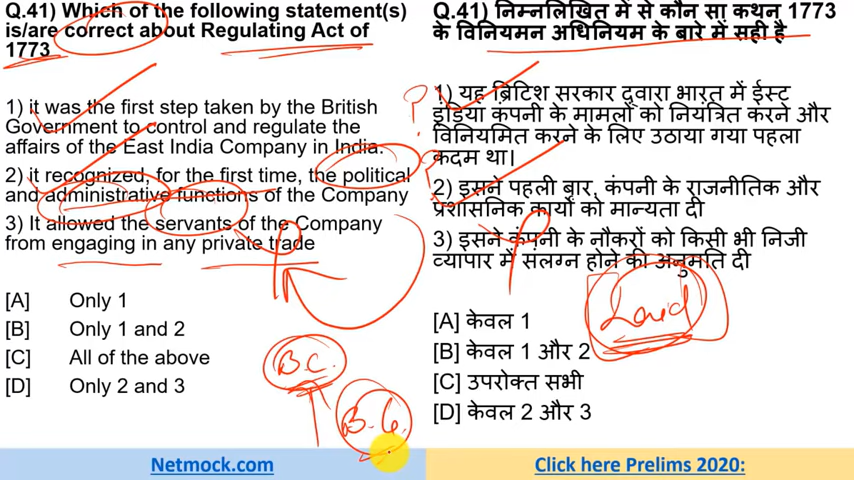 Q.41) Which of the following statement(s)
is/are correct about Regulating Act of
1773
1) it was the first step taken by the British
Government to control and regulate the
affairs of the East India Company in India.
2) it recognized, for the first time, the political
and administrative functions of the Company
3) It allowed the servants of the Company
from engaging in any private trade
[A] Only 1
[B] Only 1 and 2
[C] All of the above
[D] Only 2 and 3
B.C.
B.G.
Netmock.com
Q.41) निम्नलिखित में से कौन सा कथन 1773
के विनियमन अधिनियम के बारे में सही है
1) यह ब्रिटिश सरकार द्वारा भारत में ईस्ट
इंडिया कंपनी के मामलों को नियंत्रित करने और
विनियमित करने के लिए उठाया गया पहला
कदम था।
2) इसने पहली बार, कंपनी के राजनीतिक और
प्रशासनिक कार्यों को मान्यता दी
3) इसने कंपनी के नौकरों को किसी भी निजी
व्यापार में संलग्न होने की अनुमति दी
[A] केवल 1
[B] केवल 1 और 2
[C] उपरोक्त सभी
[D] केवल 2 और 3
Click here Prelims 2020: